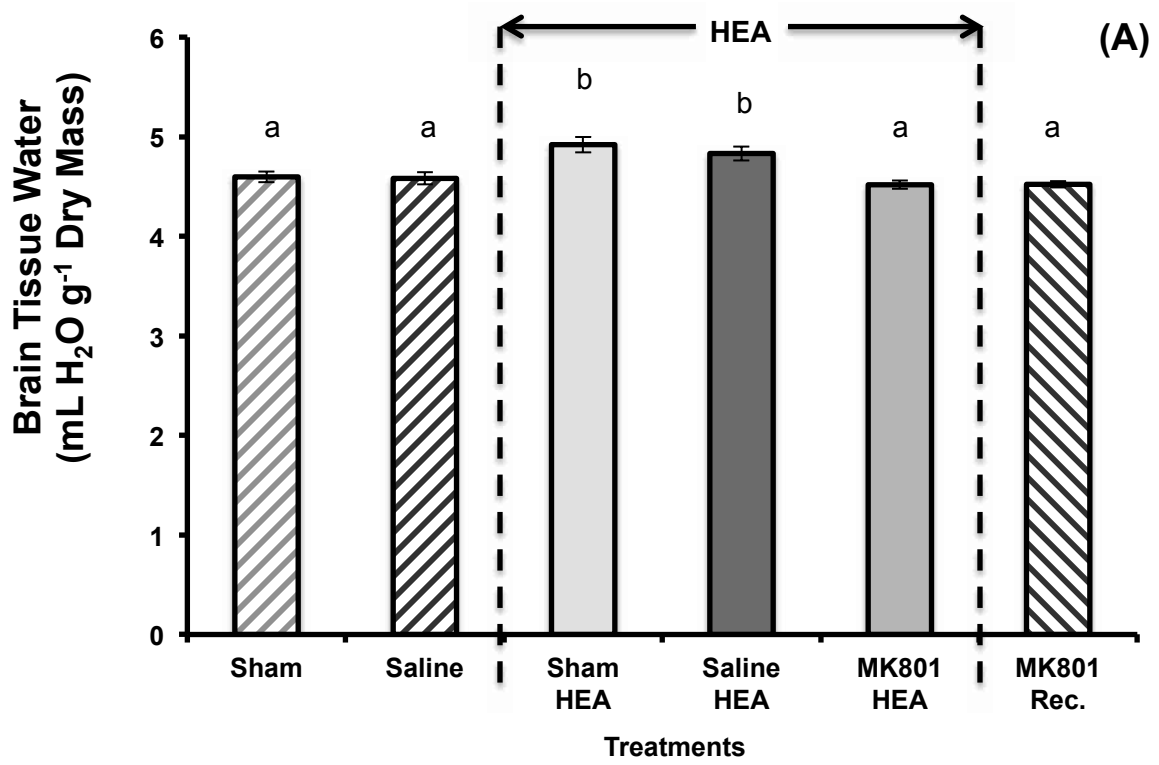 HEA
(A)
Brain Tissue Water
(mL H₂O g⁻¹ Dry Mass)
6
5
4
3
2
1
0
a
a
b
b
a
a
Sham
Saline
Sham
HEA
Saline
HEA
MK801
HEA
MK801
Rec.
Treatments